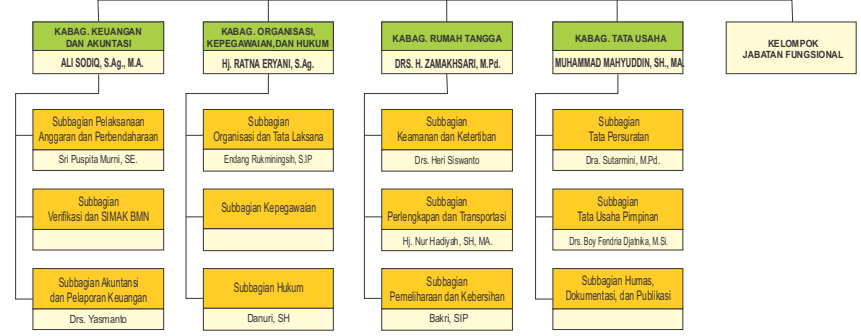 KABAG. KEUANGAN
DAN AKUNTASI
ALI SODIQ, S.Ag., M.A.
Subbagian Pelaksanaan
Anggaran dan Perbendaharaan
Sri Puspita Murni, SE.
Subbagian
Verifikasi dan SIMAK BMN
Subbagian Akuntansi
dan Pelaporan Keuangan
Drs. Yasmanto
KABAG. ORGANISASI,
KEPEGAWAIAN,DAN HUKUM
Hj. RATNA ERYANI, S.Ag.
Subbagian
Organisasi dan Tata Laksana
Endang Rukminingsih, S.IP
Subbagian Kepegawaian
Subbagian Hukum
Danuri, SH
KABAG. RUMAH TANGGA
DRS. H. ZAMAKHSARI, M.Pd.
Subbagian
Keamanan dan Ketertiban
Drs. Heri Siswanto
Subbagian
Perlengkapan dan Transportasi
Hj. Nur Hadiyah, SH, MA.
Subbagian
Pemeliharaan dan Kebersihan
Bakri, SIP
KABAG. TATA USAHA
MUHAMMAD MAHYUDDIN, SH., MA.
Subbagian
Tata Persuratan
Dra. Sutarmini, M.Pd.
Subbagian
Tata Usaha Pimpinan
Drs. Boy Fendria Djatnika, M.Si.
Subbagian Humas,
Dokumentasi, dan Publikasi
KELOMPOK
JABATAN FUNGSIONAL